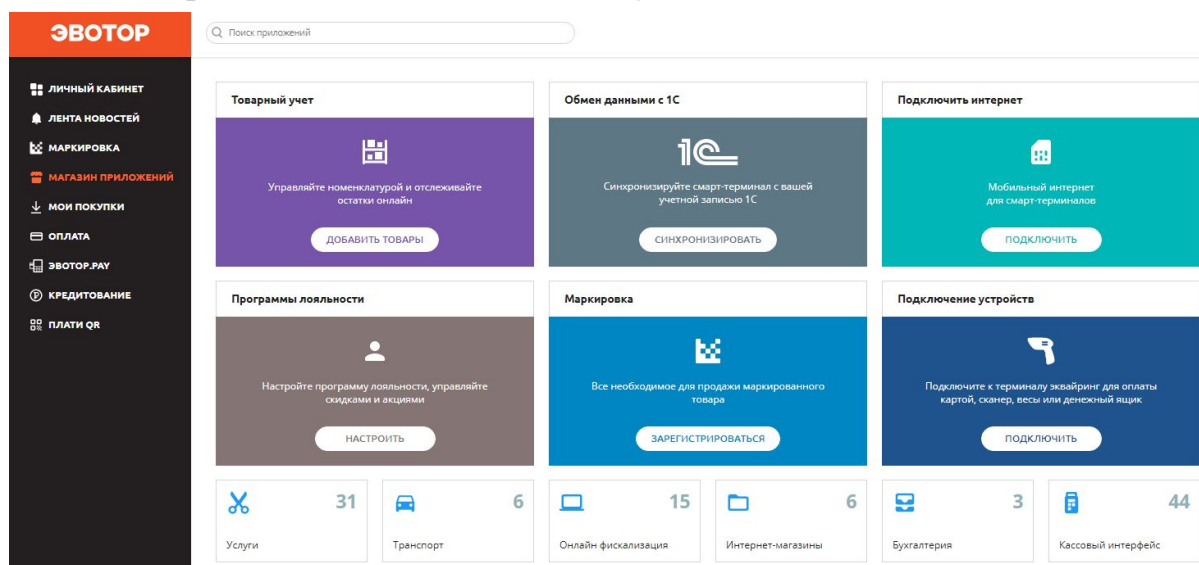 ЭВОТОР
Поиск приложений
ЛИЧНЫЙ КАБИНЕТ
ЛЕНТА НОВОСТЕЙ
МАРКИРОВКА
МАГАЗИН ПРИЛОЖЕНИЙ
МОИ ПОКУПКИ
ОПЛАТА
ЭВОТОР.PAY
КРЕДИТОВАНИЕ
ПЛАТИ QR
Товарный учет
Управляйте номенклатурой и отслеживайте
остатки онлайн
ДОБАВИТЬ ТОВАРЫ
Обмен данными с 1С
1С
Синхронизируйте смарт-терминал с вашей
учетной записью 1С
СИНХРОНИЗИРОВАТЬ
Подключить интернет
Мобильный интернет
для смарт-терминалов
ПОДКЛЮЧИТЬ
Программы лояльности
Настройте программу лояльности, управляйте
скидками и акциями
НАСТРОИТЬ
Маркировка
Все необходимое для продажи маркированного
товара
ЗАРЕГИСТРИРОВАТЬСЯ
Подключение устройств
Подключите к терминалу эквайринг для оплаты
картой, сканер, весы или денежный ящик
ПОДКЛЮЧИТЬ
31
Услуги
6
Транспорт
15
Онлайн фискализация
6
Интернет-магазины
3
Бухгалтерия
44
Кассовый интерфейс